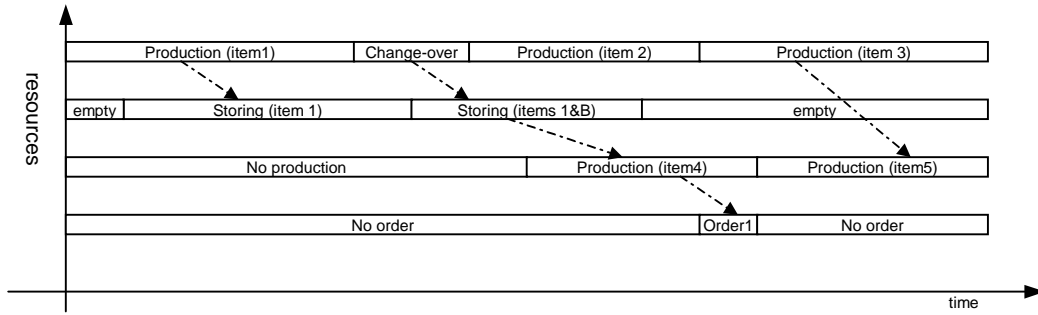 Production (item1) Change-over Production (item 2) Production (item 3)
resources
empty Storing (item 1) Storing (items 1&B) empty
No production Production (item4) Production (item5)
No order Order1 No order
time